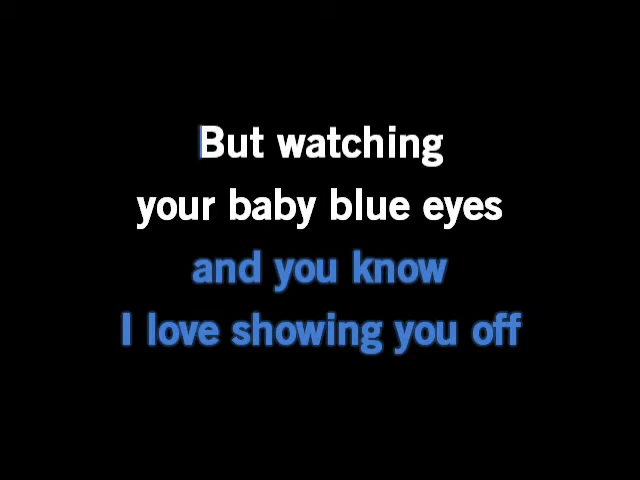 But watching
your baby blue eyes
and you know
I love showing you off